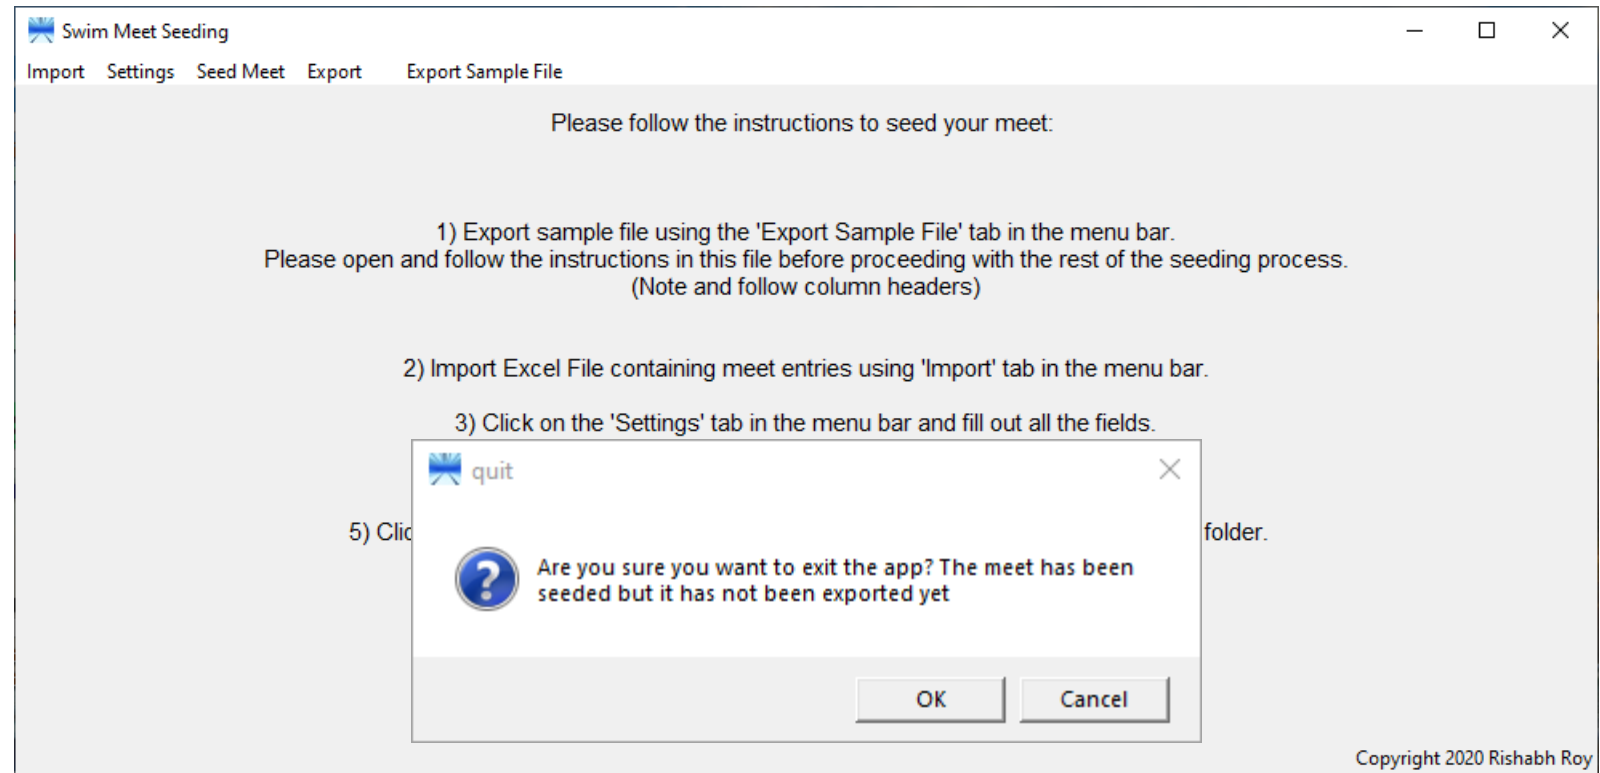 Swim Meet Seeding
Import Settings Seed Meet Export Export Sample File
Please follow the instructions to seed your meet:
1) Export sample file using the 'Export Sample File' tab in the menu bar.
Please open and follow the instructions in this file before proceeding with the rest of the seeding process.
(Note and follow column headers)
2) Import Excel File containing meet entries using 'Import' tab in the menu bar.
3) Click on the 'Settings' tab in the menu bar and fill out all the fields.
quit
5) Clic folder.
Are you sure you want to exit the app? The meet has been
seeded but it has not been exported yet
OK Cancel
Copyright 2020 Rishabh Roy